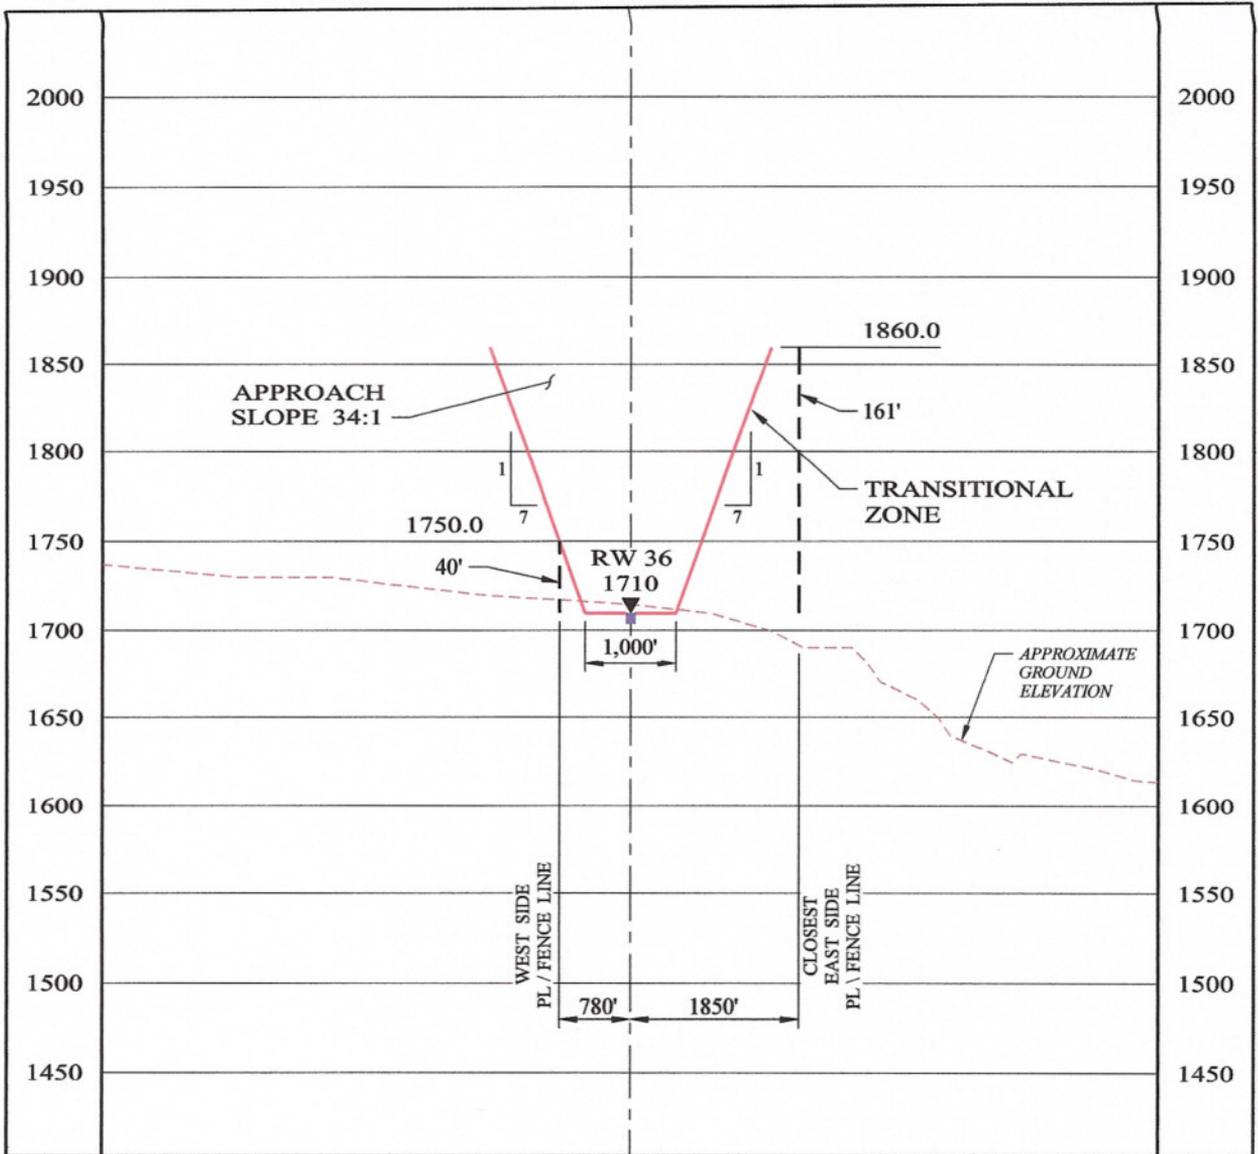 2000
2000
1950
1950
1900
1900
1860.0
1850
1850
APPROACH
SLOPE 34:1
161'
1800
1800
1
7
1
7
TRANSITIONAL
ZONE
1750.0
1750
1750
40'
RW 36
1710
1700
1700
1,000'
APPROXIMATE
GROUND
ELEVATION
1650
1650
1600
1600
WEST SIDE
PL / FENCE LINE
CLOSEST
EAST SIDE
PL \ FENCE LINE
1550
1550
1500
1500
780'
1850'
1450
1450